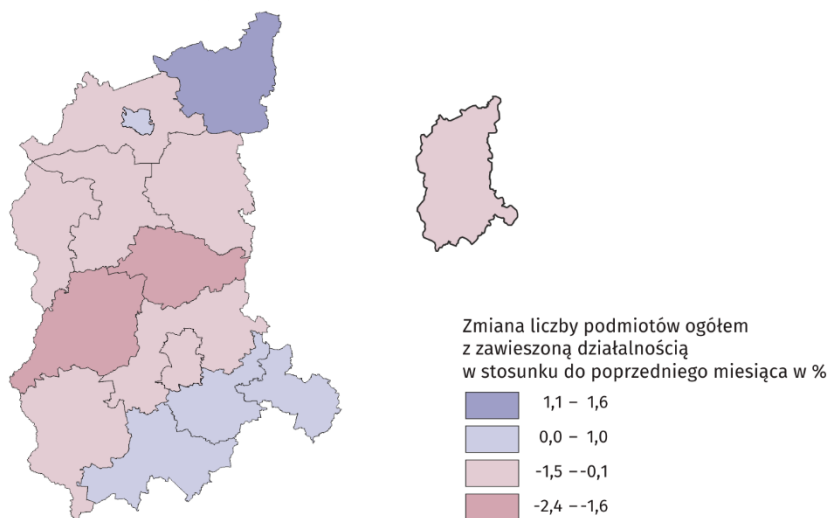 Zmiana liczby podmiotów ogółem
z zawieszoną działalnością
w stosunku do poprzedniego miesiąca w %
1,1 – 1,6
0,0 – 1,0
-1,5 – -0,1
-2,4 – -1,6